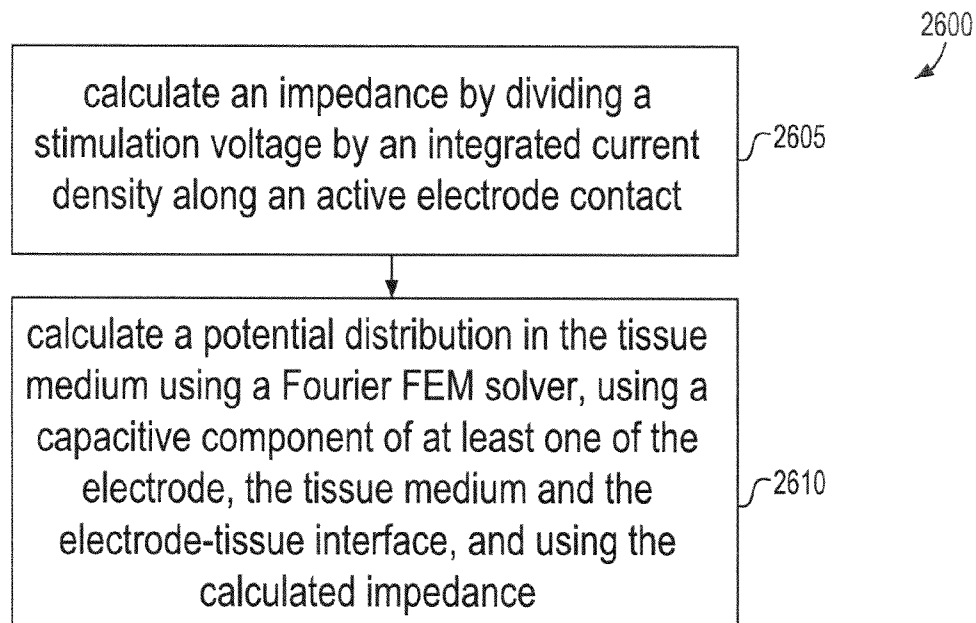 2600
calculate an impedance by dividing a
stimulation voltage by an integrated current
density along an active electrode contact
2605
calculate a potential distribution in the tissue
medium using a Fourier FEM solver, using a
capacitive component of at least one of the
electrode, the tissue medium and the
electrode-tissue interface, and using the
calculated impedance
2610